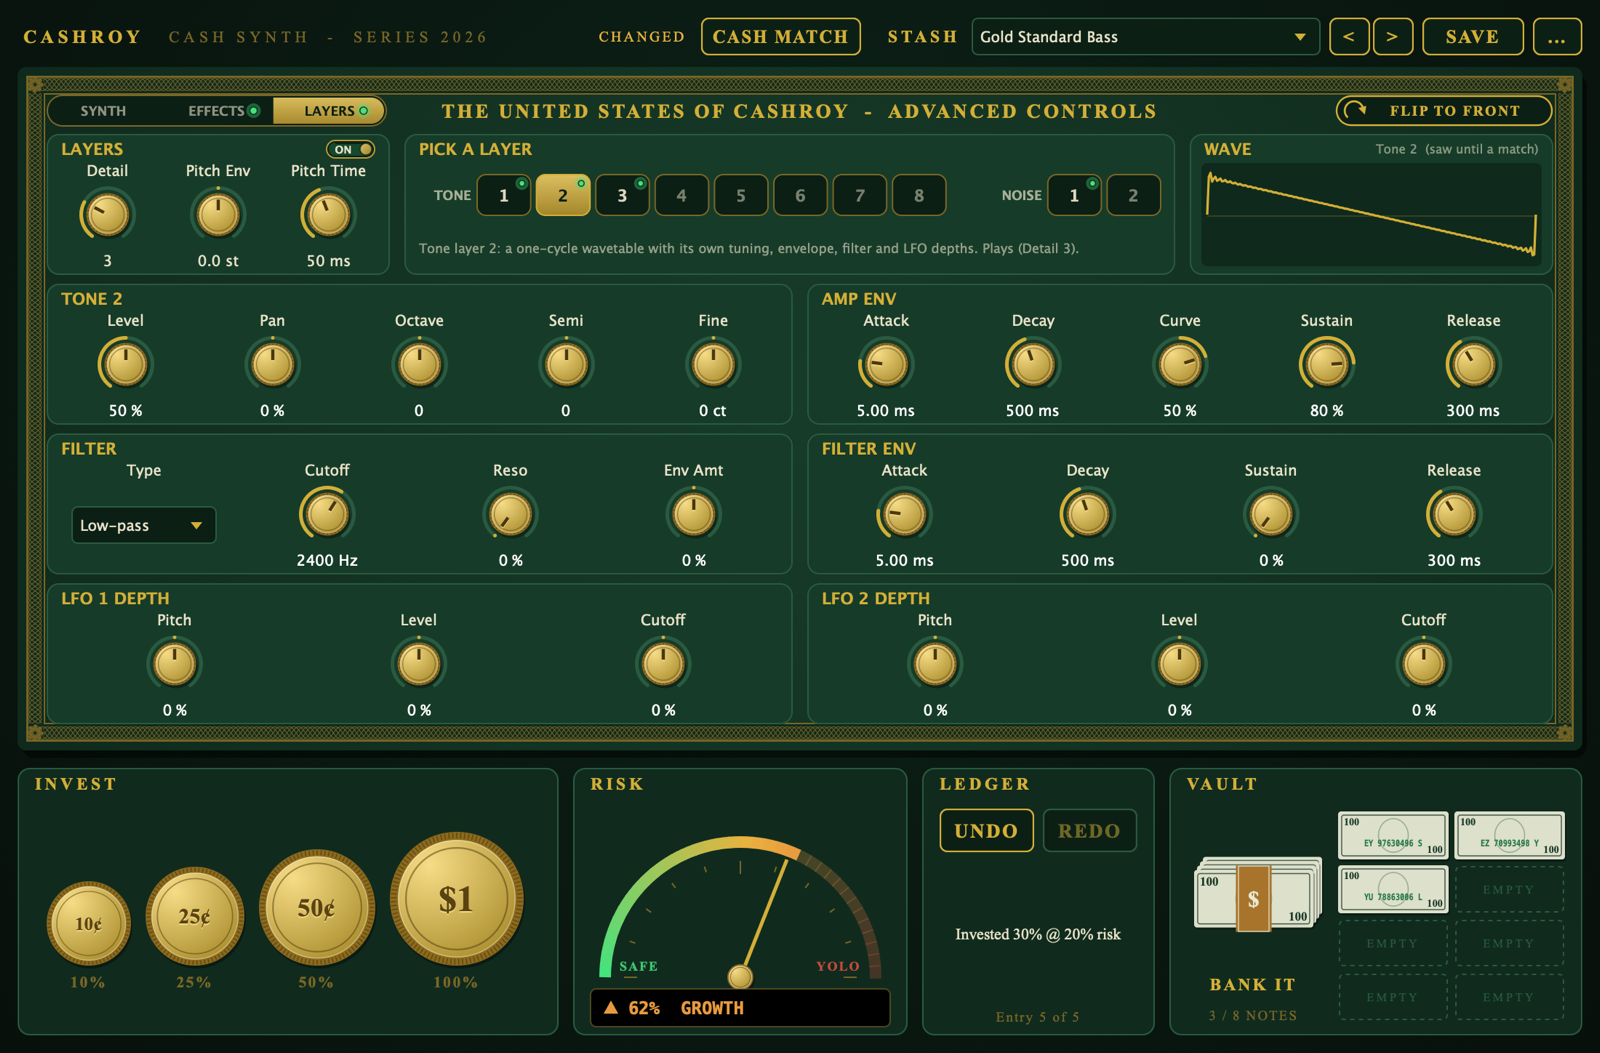 CASHROY CASH SYNTH - SERIES 2026 CHANGED CASH MATCH STASH Gold Standard Bass < > SAVE ...
SYNTH EFFECTS LAYERS THE UNITED STATES OF CASHROY - ADVANCED CONTROLS FLIP TO FRONT
LAYERS ON
Detail Pitch Env Pitch Time
3 0.0 st 50 ms
PICK A LAYER
TONE 1 2 3 4 5 6 7 8 NOISE 1 2
Tone layer 2: a one-cycle wavetable with its own tuning, envelope, filter and LFO depths. Plays (Detail 3).
WAVE Tone 2 (saw until a match)
TONE 2
Level Pan Octave Semi Fine
50 % 0 % 0 0 0 ct
AMP ENV
Attack Decay Curve Sustain Release
5.00 ms 500 ms 50 % 80 % 300 ms
FILTER
Type Cutoff Reso Env Amt
Low-pass
2400 Hz 0 % 0 %
FILTER ENV
Attack Decay Sustain Release
5.00 ms 500 ms 0 % 300 ms
LFO 1 DEPTH
Pitch Level Cutoff
0 % 0 % 0 %
LFO 2 DEPTH
Pitch Level Cutoff
0 % 0 % 0 %
INVEST
10¢ 25¢ 50¢ $1
10% 25% 50% 100%
RISK
SAFE YOLO
62% GROWTH
LEDGER
UNDO REDO
Invested 30% @ 20% risk
Entry 5 of 5
VAULT
100 $ 100
BANK IT
3 / 8 NOTES
100 EY 97630496 S 100
100 EZ 70993498 Y 100
100 YU 78863006 L 100
EMPTY
EMPTY EMPTY
EMPTY EMPTY